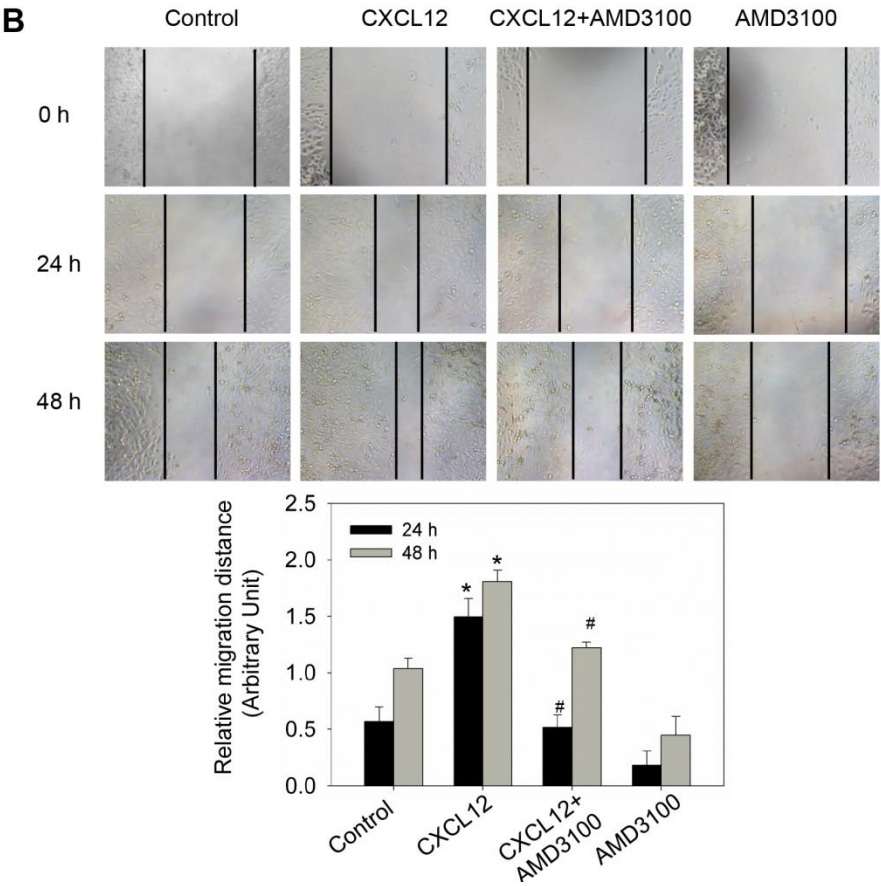 B
Control CXCL12 CXCL12+AMD3100 AMD3100
0 h
24 h
48 h
Relative migration distance
(Arbitrary Unit)
2.5
2.0
1.5
1.0
0.5
0.0
24 h
48 h
* *
# #
Control
CXCL12
CXCL12+
AMD3100
AMD3100